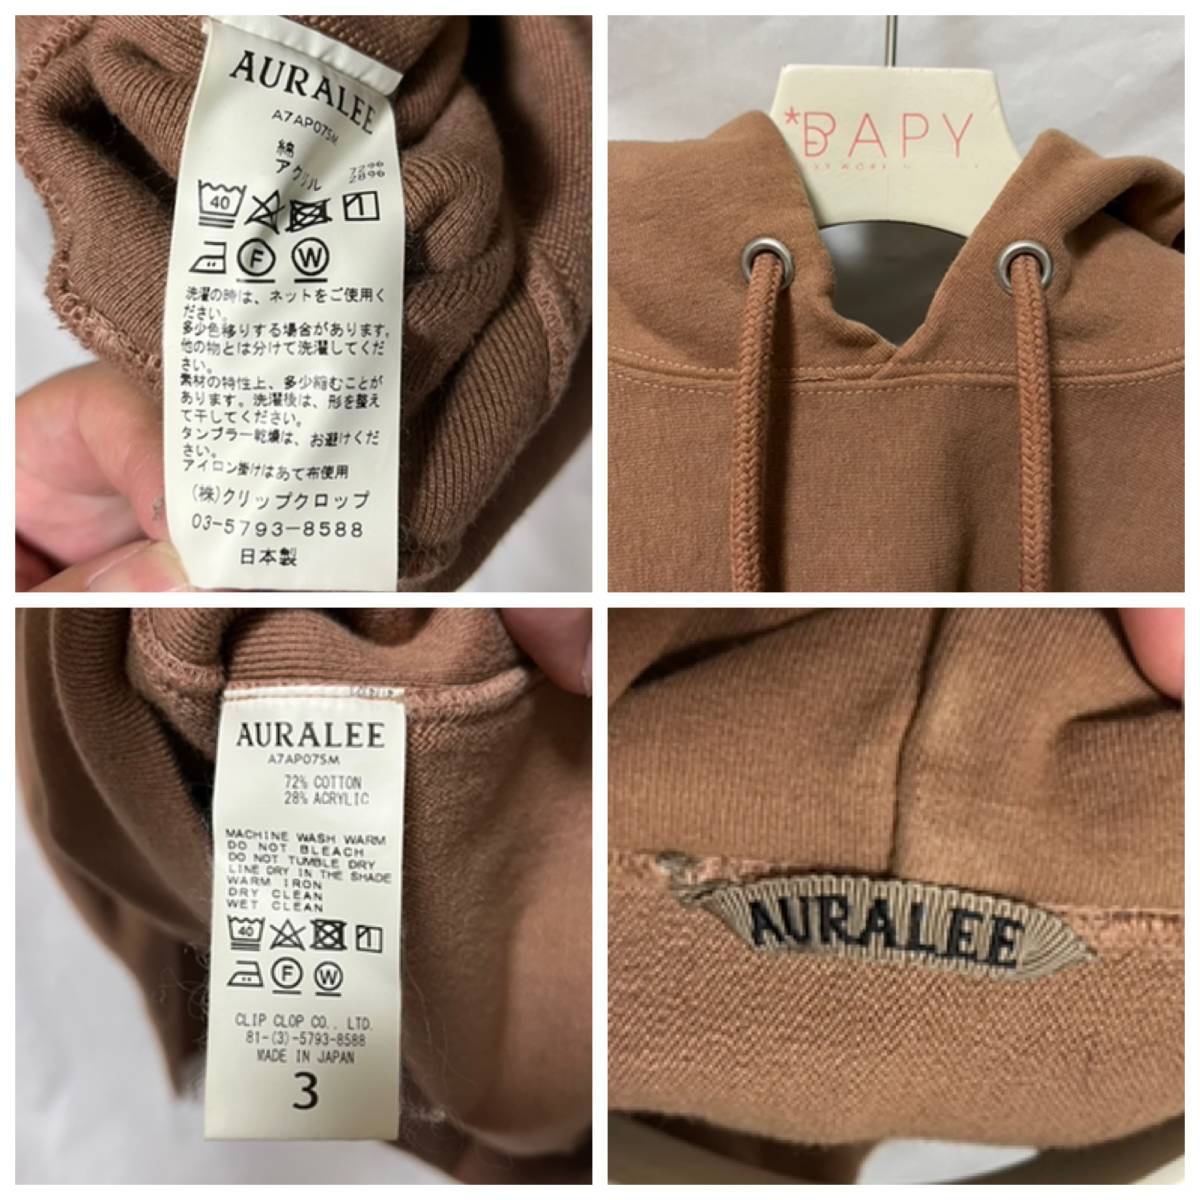 AURALEE
A7AP07SM
綿 72%
アクリル 28%
40
1
F
W
洗濯の時は、ネットをご使用く
ださい。
多少色移りする場合があります。
他の物とは分けて洗濯してくだ
さい。
素材の特性上、多少縮むことが
あります。洗濯後は、形を整え
て干してください。
タンブラー乾燥は、お避けくだ
さい。
アイロン掛けはあて布使用
(株)クリップクロップ
03-5793-8588
日本製
*BAPY
AURALEE
A7AP07SM
72% COTTON
28% ACRYLIC
MACHINE WASH WARM
DO NOT BLEACH
DO NOT TUMBLE DRY
LINE DRY IN THE SHADE
WARM IRON
DRY CLEAN
WET CLEAN
40
1
F
W
CLIP CLOP CO., LTD.
81-(3)-5793-8588
MADE IN JAPAN
3
AURALEE